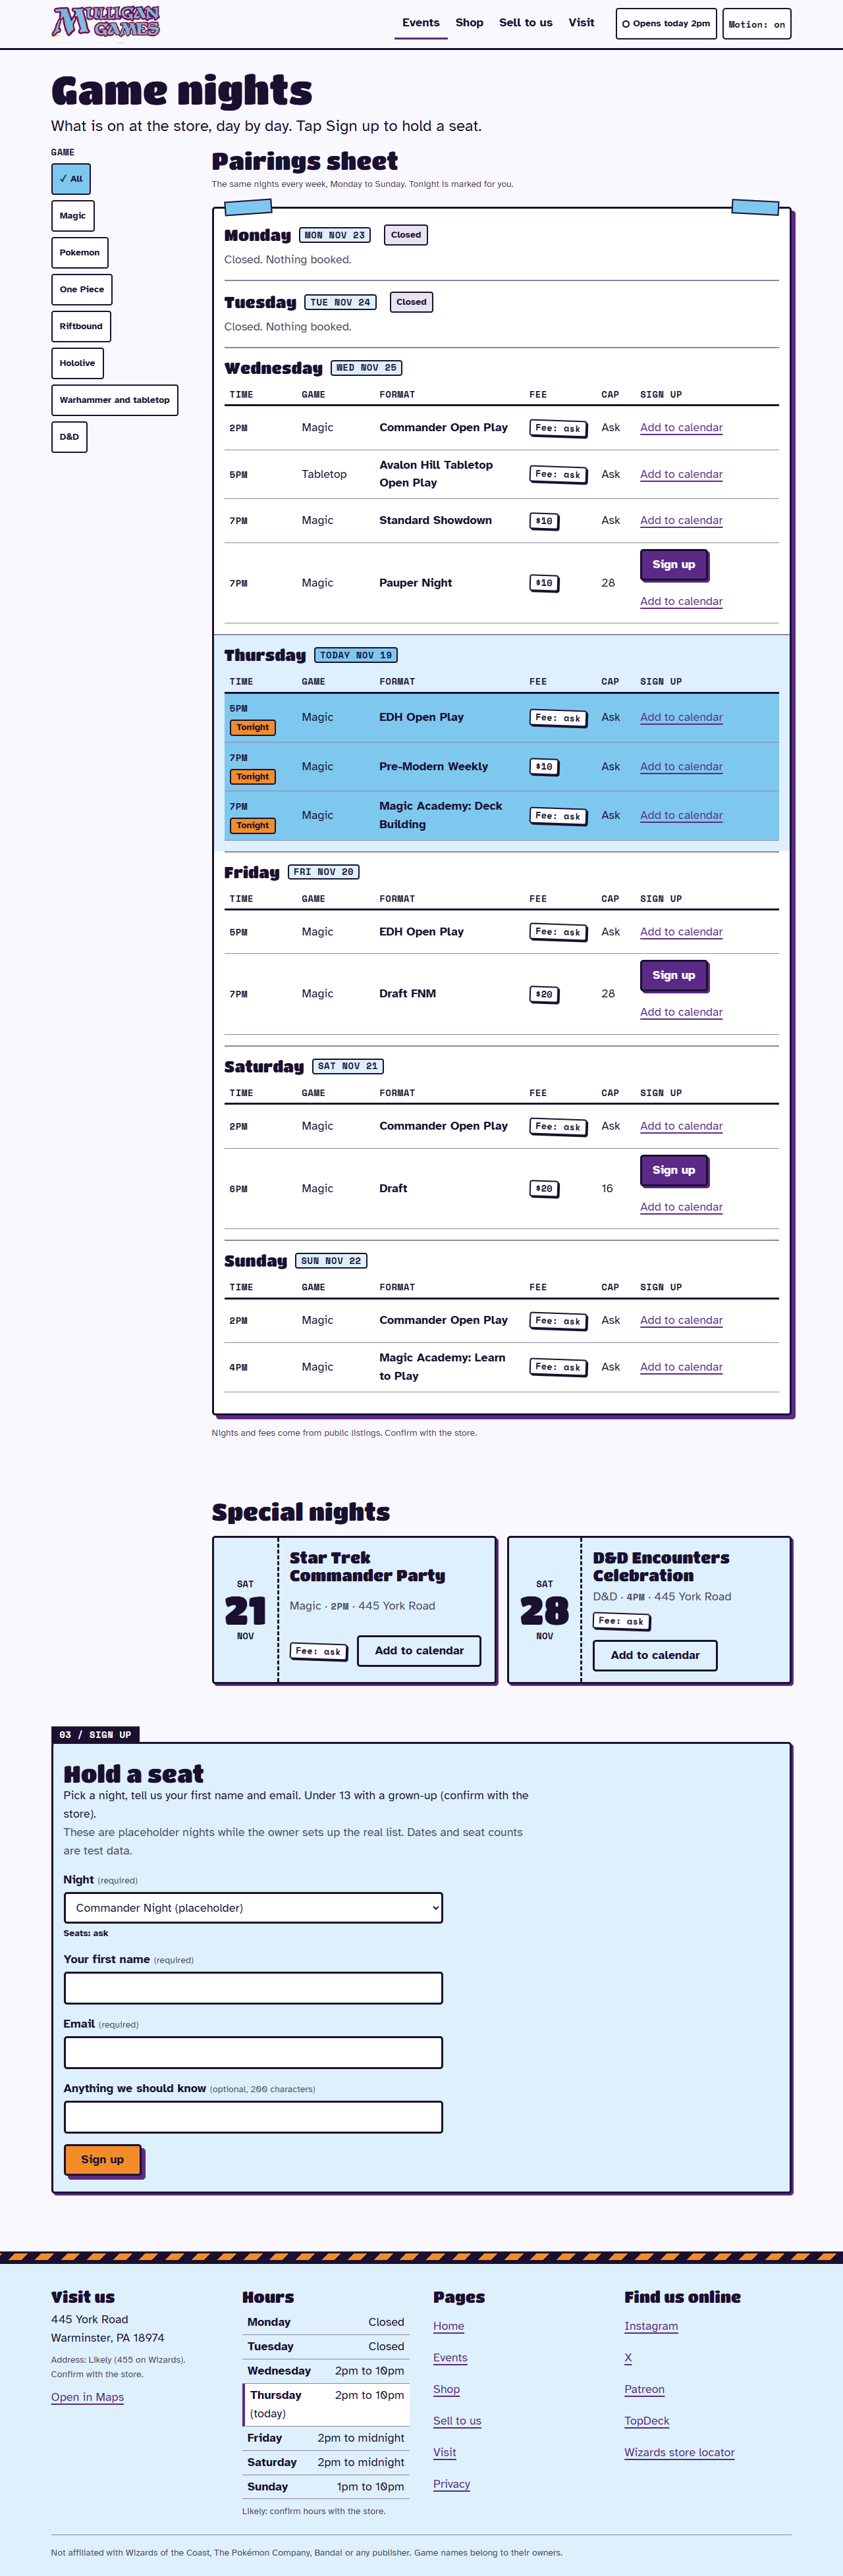 MULLIGAN
GAMES
Events Shop Sell to us Visit Opens today 2pm Motion: on
Game nights
What is on at the store, day by day. Tap Sign up to hold a seat.
GAME
✓ All
Magic
Pokemon
One Piece
Riftbound
Hololive
Warhammer and tabletop
D&D
Pairings sheet
The same nights every week, Monday to Sunday. Tonight is marked for you.
Monday MON NOV 23 Closed
Closed. Nothing booked.
Tuesday TUE NOV 24 Closed
Closed. Nothing booked.
Wednesday WED NOV 25
TIME GAME FORMAT FEE CAP SIGN UP
2PM Magic Commander Open Play Fee: ask Ask Add to calendar
5PM Tabletop Avalon Hill Tabletop Open Play Fee: ask Ask Add to calendar
7PM Magic Standard Showdown $10 Ask Add to calendar
7PM Magic Pauper Night $10 28 Sign up
Add to calendar
Thursday TODAY NOV 19
TIME GAME FORMAT FEE CAP SIGN UP
5PM Tonight Magic EDH Open Play Fee: ask Ask Add to calendar
7PM Tonight Magic Pre-Modern Weekly $10 Ask Add to calendar
7PM Tonight Magic Magic Academy: Deck Building Fee: ask Ask Add to calendar
Friday FRI NOV 20
TIME GAME FORMAT FEE CAP SIGN UP
5PM Magic EDH Open Play Fee: ask Ask Add to calendar
7PM Magic Draft FNM $20 28 Sign up
Add to calendar
Saturday SAT NOV 21
TIME GAME FORMAT FEE CAP SIGN UP
2PM Magic Commander Open Play Fee: ask Ask Add to calendar
6PM Magic Draft $20 16 Sign up
Add to calendar
Sunday SUN NOV 22
TIME GAME FORMAT FEE CAP SIGN UP
2PM Magic Commander Open Play Fee: ask Ask Add to calendar
4PM Magic Magic Academy: Learn to Play Fee: ask Ask Add to calendar
Nights and fees come from public listings. Confirm with the store.
Special nights
SAT
21
NOV
Star Trek
Commander Party
Magic · 2PM · 445 York Road
Fee: ask Add to calendar
SAT
28
NOV
D&D Encounters
Celebration
D&D · 4PM · 445 York Road
Fee: ask
Add to calendar
03 / SIGN UP
Hold a seat
Pick a night, tell us your first name and email. Under 13 with a grown-up (confirm with the
store).
These are placeholder nights while the owner sets up the real list. Dates and seat counts
are test data.
Night (required)
Commander Night (placeholder)
Seats: ask
Your first name (required)
Email (required)
Anything we should know (optional, 200 characters)
Sign up
Visit us
445 York Road
Warminster, PA 18974
Address: Likely (455 on Wizards).
Confirm with the store.
Open in Maps
Hours
Monday Closed
Tuesday Closed
Wednesday 2pm to 10pm
Thursday (today) 2pm to 10pm
Friday 2pm to midnight
Saturday 2pm to midnight
Sunday 1pm to 10pm
Likely: confirm hours with the store.
Pages
Home
Events
Shop
Sell to us
Visit
Privacy
Find us online
Instagram
X
Patreon
TopDeck
Wizards store locator
Not affiliated with Wizards of the Coast, The Pokémon Company, Bandai or any publisher. Game names belong to their owners.